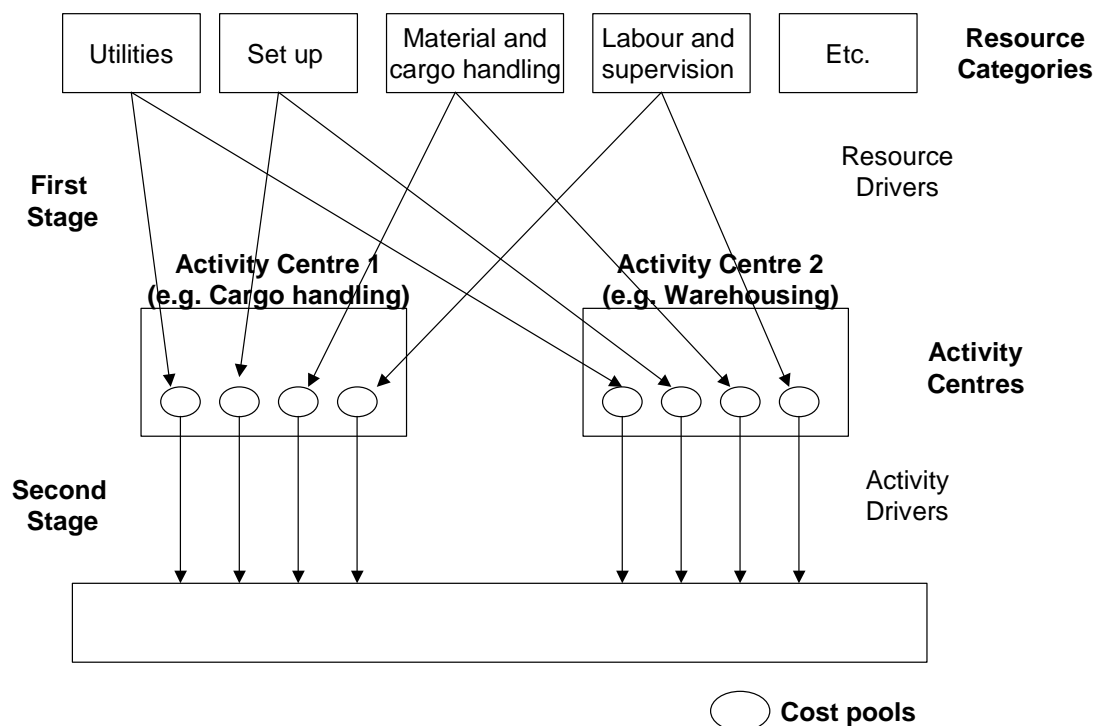 Utilities
Set up
Material and
cargo handling
Labour and
supervision
Etc.
Resource
Categories
Resource
Drivers
First
Stage
Activity Centre 1
(e.g. Cargo handling)
Activity Centre 2
(e.g. Warehousing)
Activity
Centres
Second
Stage
Activity
Drivers
Cost pools